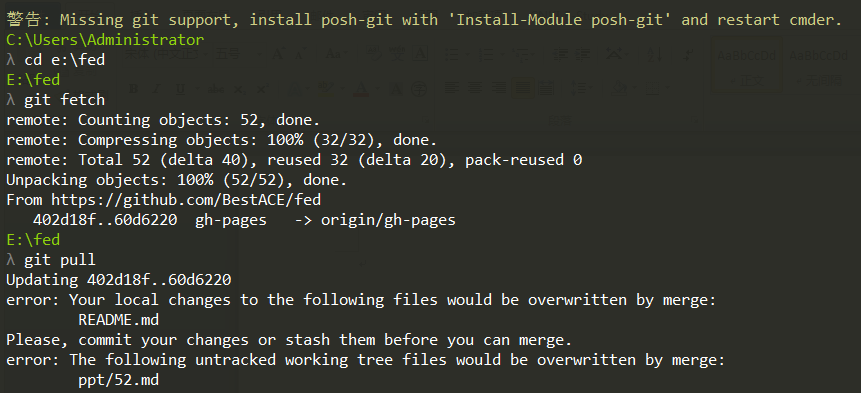 警告: Missing git support, install posh-git with 'Install-Module posh-git' and restart cmder.
C:\Users\Administrator
λ cd e:\fed
E:\fed
λ git fetch
remote: Counting objects: 52, done.
remote: Compressing objects: 100% (32/32), done.
remote: Total 52 (delta 40), reused 32 (delta 20), pack-reused 0
Unpacking objects: 100% (52/52), done.
From https://github.com/BestACE/fed
   402d18f..60d6220  gh-pages   -> origin/gh-pages
E:\fed
λ git pull
Updating 402d18f..60d6220
error: Your local changes to the following files would be overwritten by merge:
        README.md
Please, commit your changes or stash them before you can merge.
error: The following untracked working tree files would be overwritten by merge:
        ppt/52.md